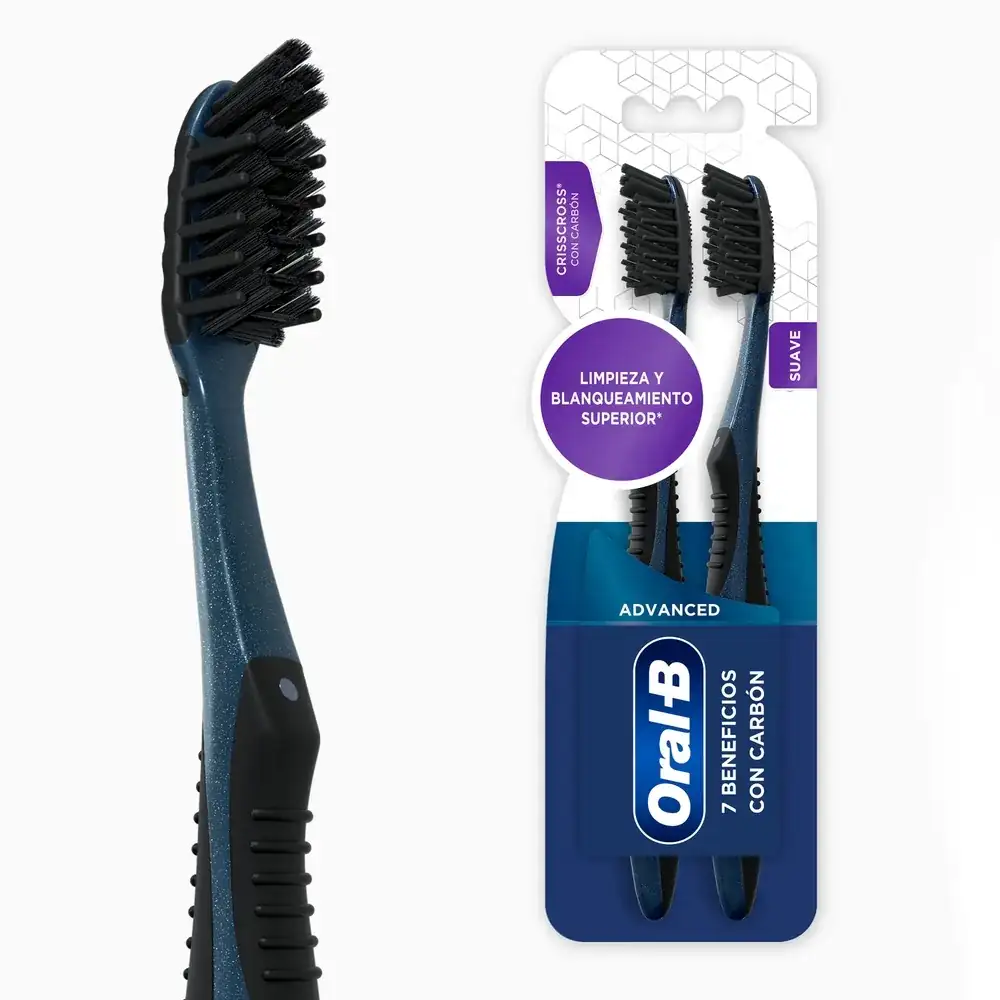 CRISSCROSS®
CON CARBÓN
SUAVE
LIMPIEZA Y
BLANQUEAMIENTO
SUPERIOR*
ADVANCED
Oral-B
7 BENEFICIOS
CON CARBÓN